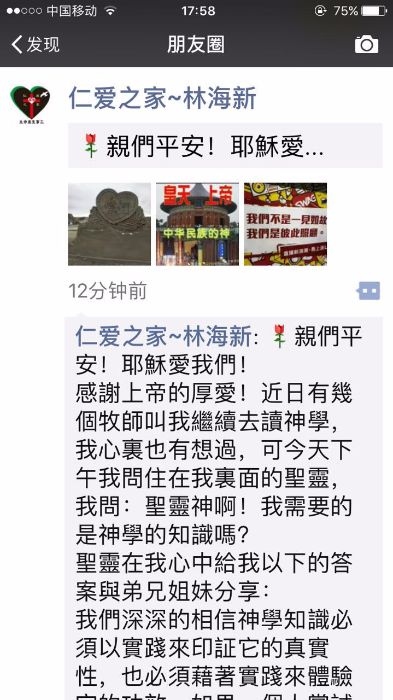 中国移动
17:58
75%
发现
朋友圈
仁爱之家~林海新
🌹親們平安！耶穌愛...
皇天 上帝
中华民族的神
我們不是一見如故
我們是彼此照顧。
12分钟前
仁爱之家~林海新: 🌹親們平
安！耶穌愛我們！
感謝上帝的厚愛！近日有幾
個牧師叫我繼續去讀神學，
我心裏也有想過，可今天下
午我問住在我裏面的聖靈，
我問：聖靈神啊！我需要的
是神學的知識嗎？
聖靈在我心中給我以下的答
案與弟兄姐妹分享：
我們深深的相信神學知識必
須以實踐來印証它的真實
性，也必須藉著實踐來體驗